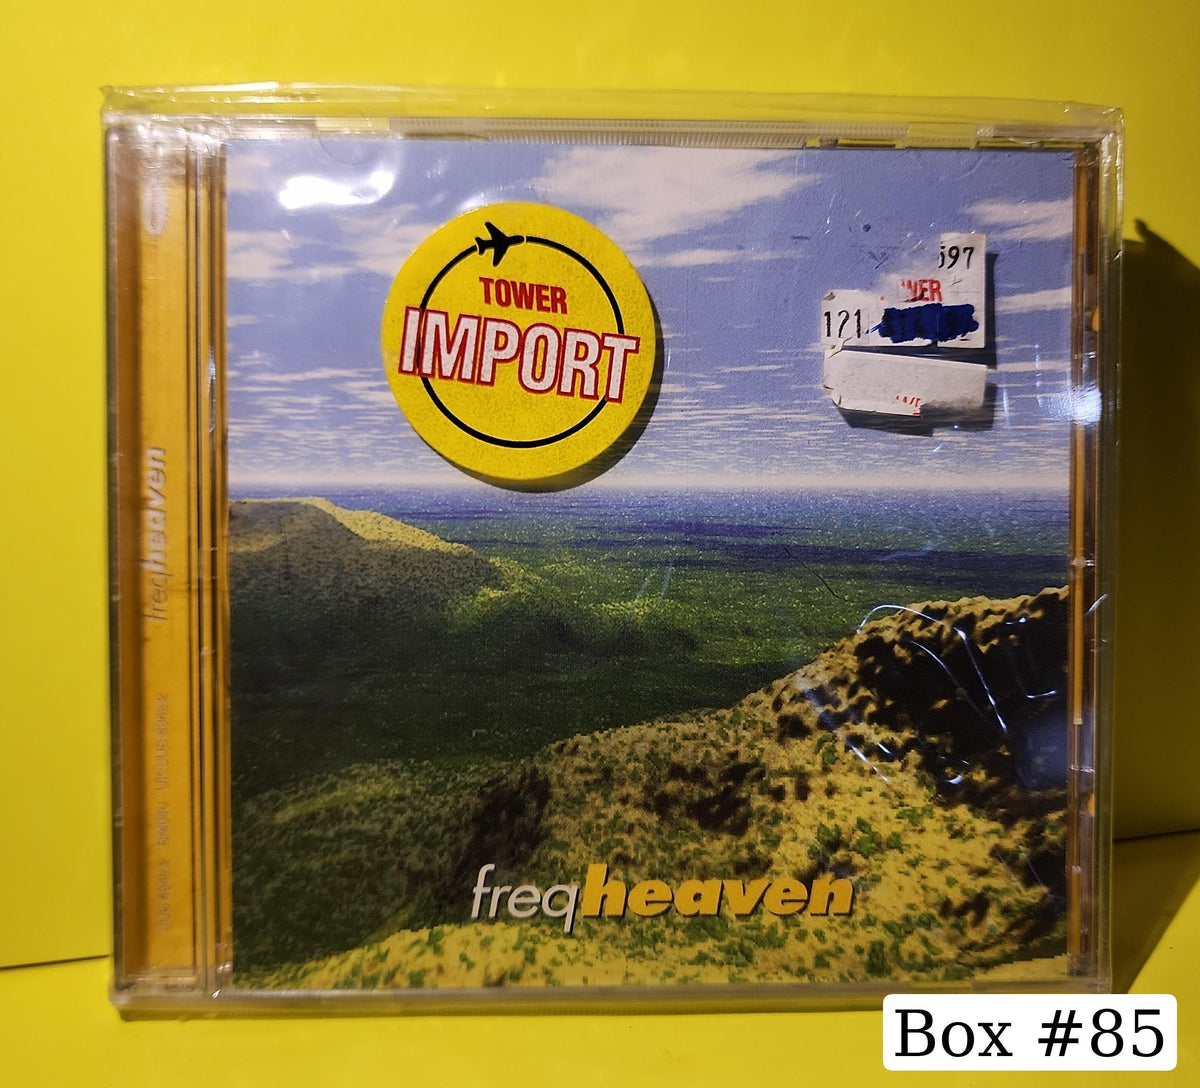 TOWER
IMPORT
597
121
freqheaven
freqheaven
Box #85